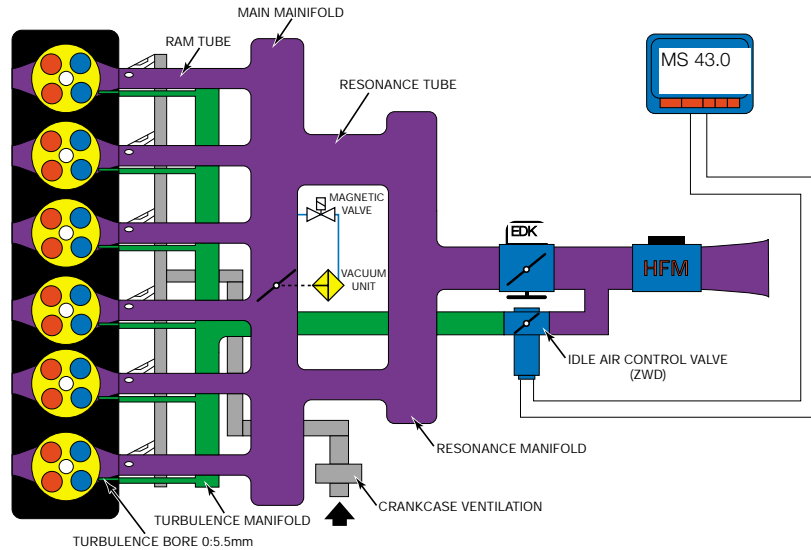 MAIN MAINIFOLD
RAM TUBE
MS 43.0
RESONANCE TUBE
MAGNETIC
VALVE
EDK
HFM
VACUUM
UNIT
IDLE AIR CONTROL VALVE
(ZWD)
RESONANCE MANIFOLD
CRANKCASE VENTILATION
TURBULENCE MANIFOLD
TURBULENCE BORE 0:5.5mm